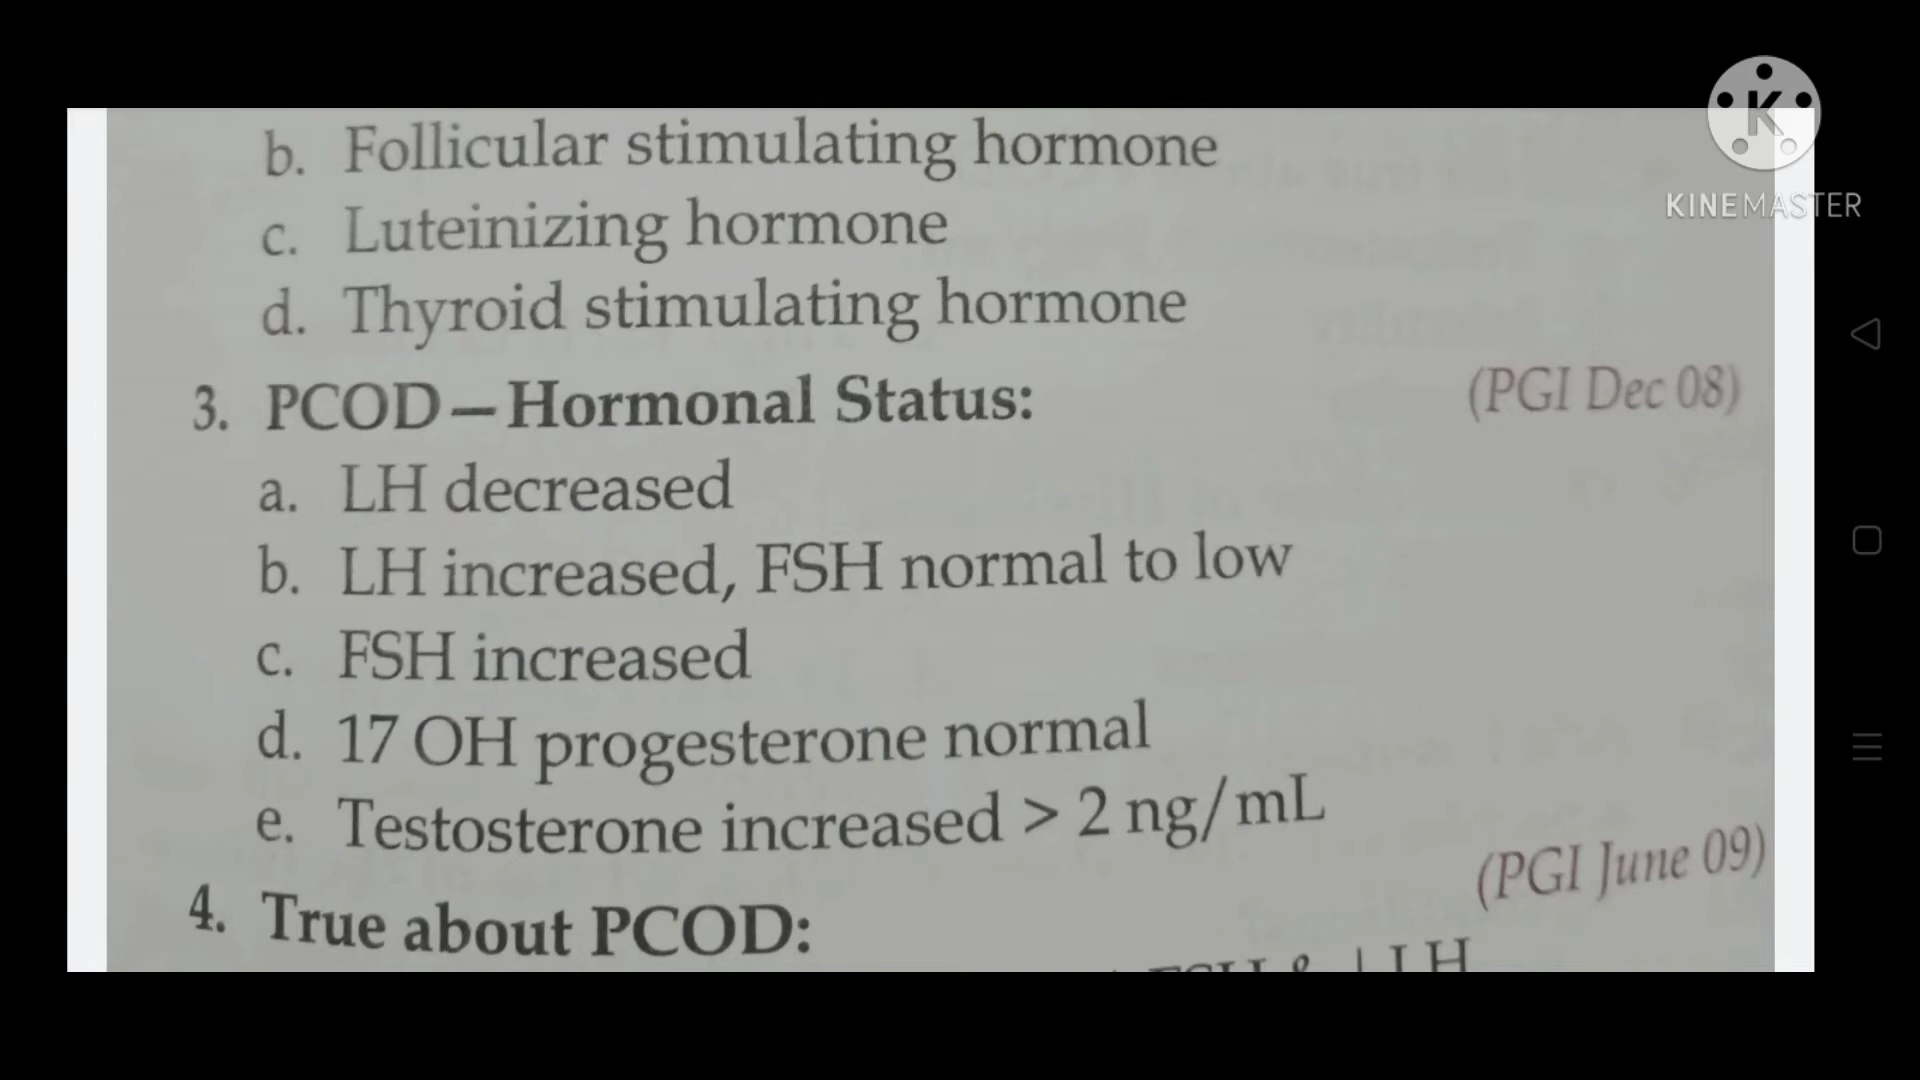 b. Follicular stimulating hormone
K
c. Luteinizing hormone
KINEMASTER
d. Thyroid stimulating hormone
3. PCOD – Hormonal Status: (PGI Dec 08)
a. LH decreased
b. LH increased, FSH normal to low
c. FSH increased
d. 17 OH progesterone normal
e. Testosterone increased > 2 ng/mL
4. True about PCOD: (PGI June 09)